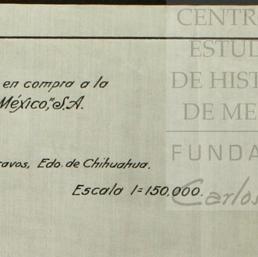 en compra a la
México," S.A.
ravos, Edo. de Chihuahua.
Escala 1=150,000.
CENTR
ESTUD
DE HIST
DE ME
FUNDA
Carlos